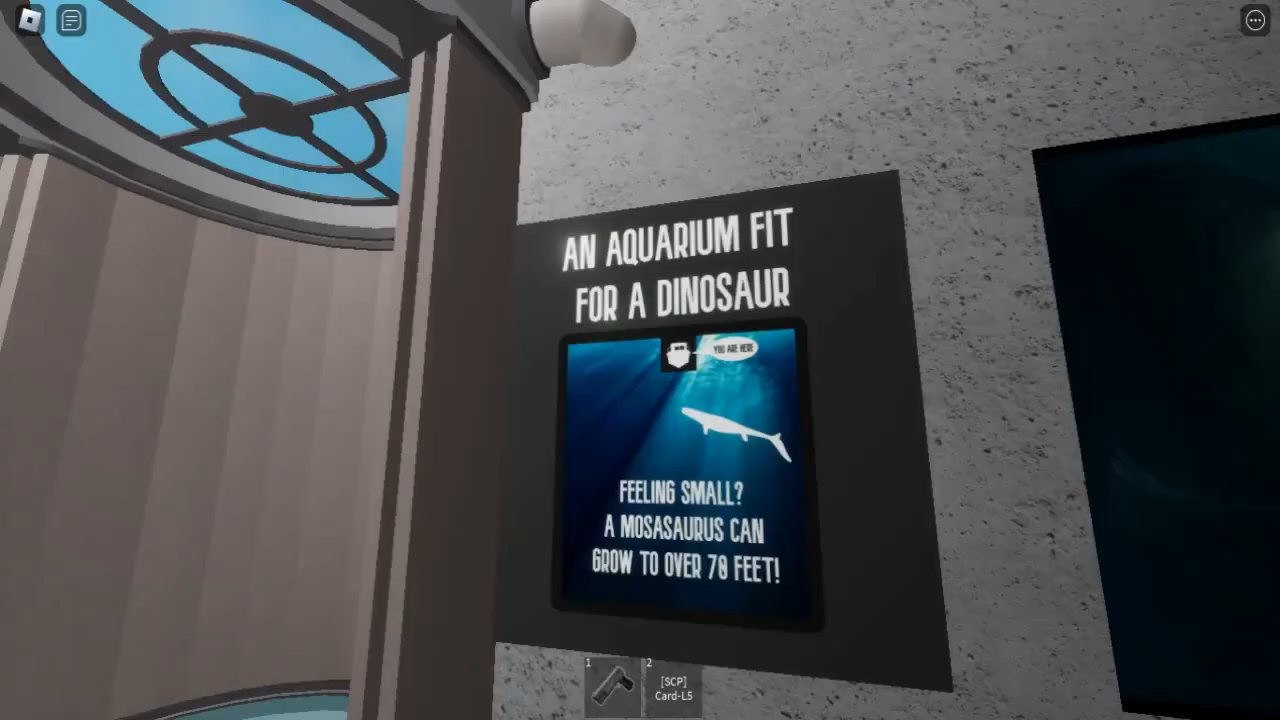 AN AQUARIUM FIT
FOR A DINOSAUR
YOU ARE HERE
FEELING SMALL?
A MOSASAURUS CAN
GROW TO OVER 70 FEET!
1
2
[SCP]
Card-L5